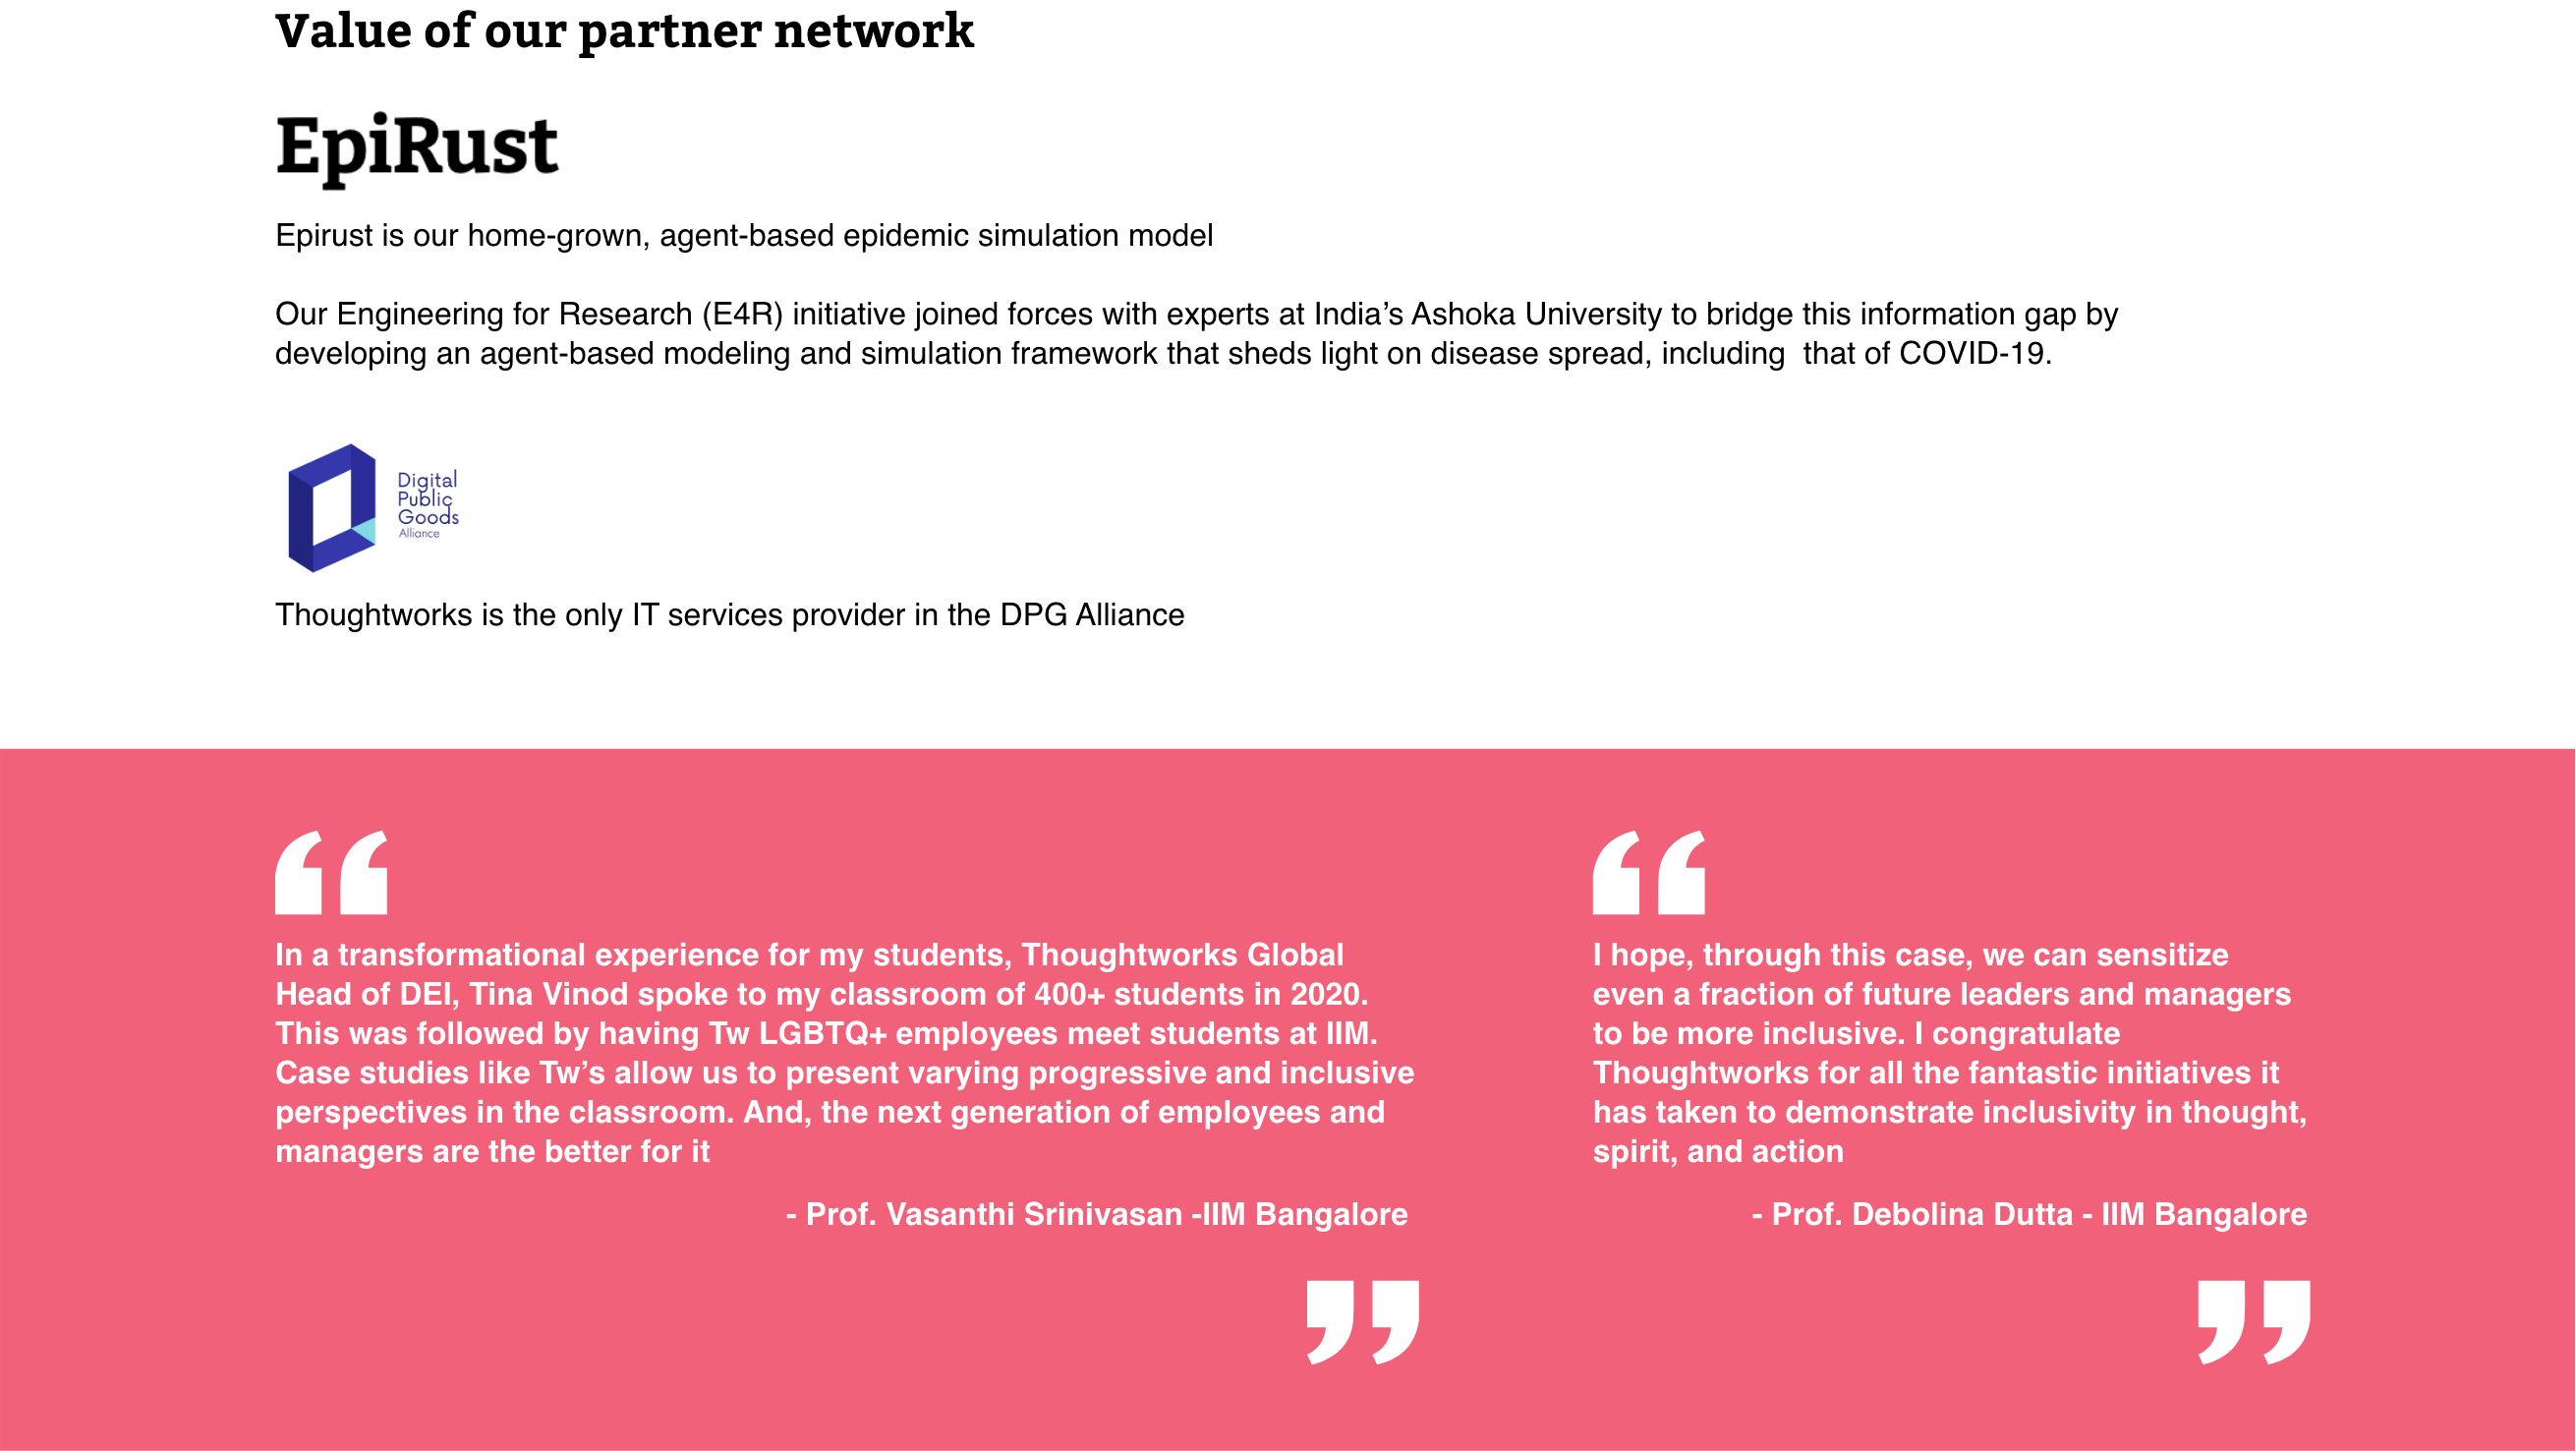 Value of our partner network
EpiRust
Epirust is our home-grown, agent-based epidemic simulation model
Our Engineering for Research (E4R) initiative joined forces with experts at India’s Ashoka University to bridge this information gap by
developing an agent-based modeling and simulation framework that sheds light on disease spread, including  that of COVID-19.
Digital
Public
Goods
Alliance
Thoughtworks is the only IT services provider in the DPG Alliance
“
In a transformational experience for my students, Thoughtworks Global
Head of DEI, Tina Vinod spoke to my classroom of 400+ students in 2020.
This was followed by having Tw LGBTQ+ employees meet students at IIM.
Case studies like Tw’s allow us to present varying progressive and inclusive
perspectives in the classroom. And, the next generation of employees and
managers are the better for it
- Prof. Vasanthi Srinivasan -IIM Bangalore
”
“
I hope, through this case, we can sensitize
even a fraction of future leaders and managers
to be more inclusive. I congratulate
Thoughtworks for all the fantastic initiatives it
has taken to demonstrate inclusivity in thought,
spirit, and action
- Prof. Debolina Dutta - IIM Bangalore
”